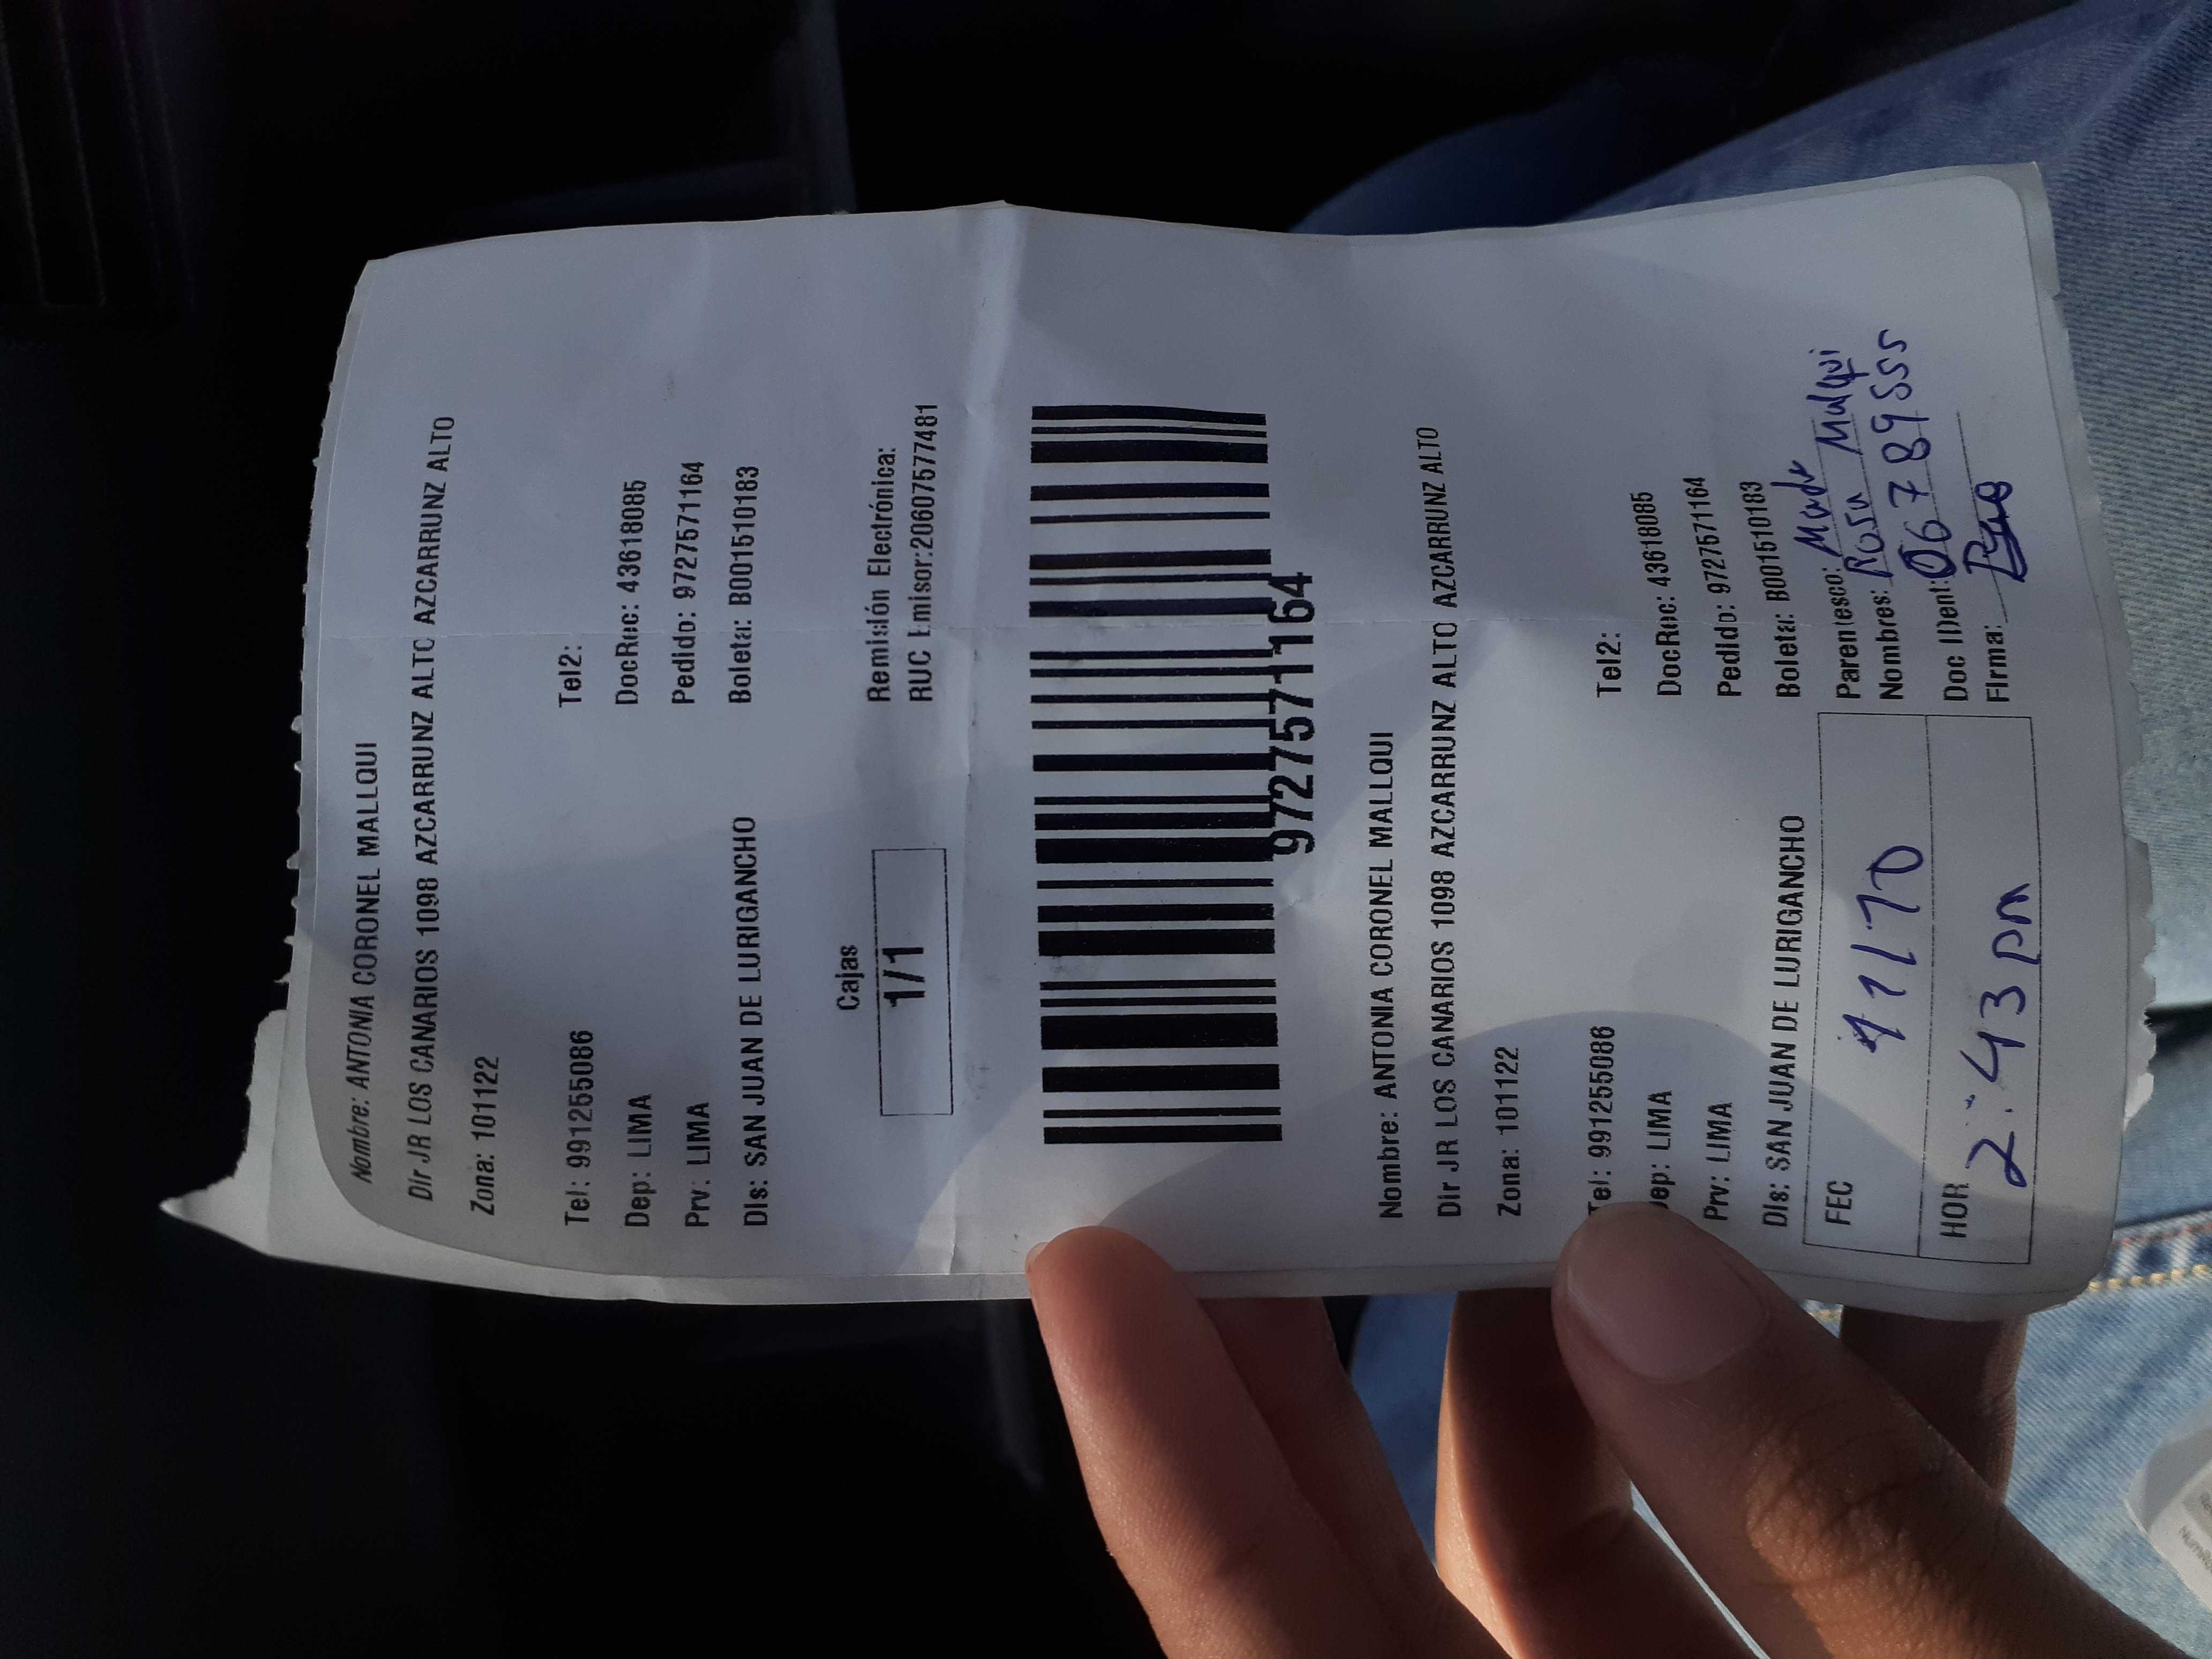 Nombre: ANTONIA CORONEL MALLQUI
Dir JR LOS CANARIOS 1098 AZCARRUNZ ALTO AZCARRUNZ ALTO
Zona: 101122
Tel: 991255086 Tel2:
Dep: LIMA DocRec: 43618085
Prv: LIMA Pedido: 9727571164
Dis: SAN JUAN DE LURIGANCHO Boleta: B001510183
Cajas Remisión Electrónica:
1/1 RUC Emisor:20607577481
9727571164
Nombre: ANTONIA CORONEL MALLQUI
Dir JR LOS CANARIOS 1098 AZCARRUNZ ALTO AZCARRUNZ ALTO
Zona: 101122
Tel: 991255086 Tel2:
Dep: LIMA DocRec: 43618085
Prv: LIMA Pedido: 9727571164
Dis: SAN JUAN DE LURIGANCHO Boleta: B001510183
FEC Parentesco:
Nombres: Rosa Malqui
HOR 2:43 pm Doc IDent: 06789555
Firma: